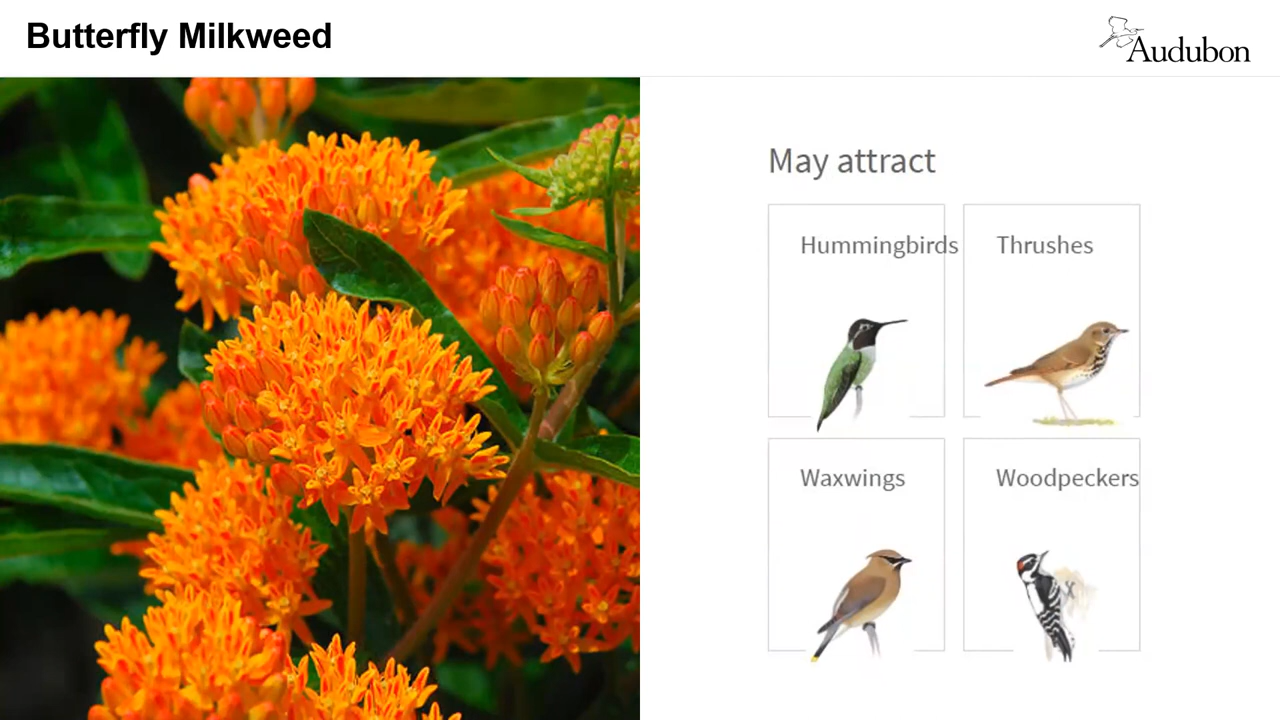 Butterfly Milkweed
Audubon
May attract
Hummingbirds
Thrushes
Waxwings
Woodpeckers